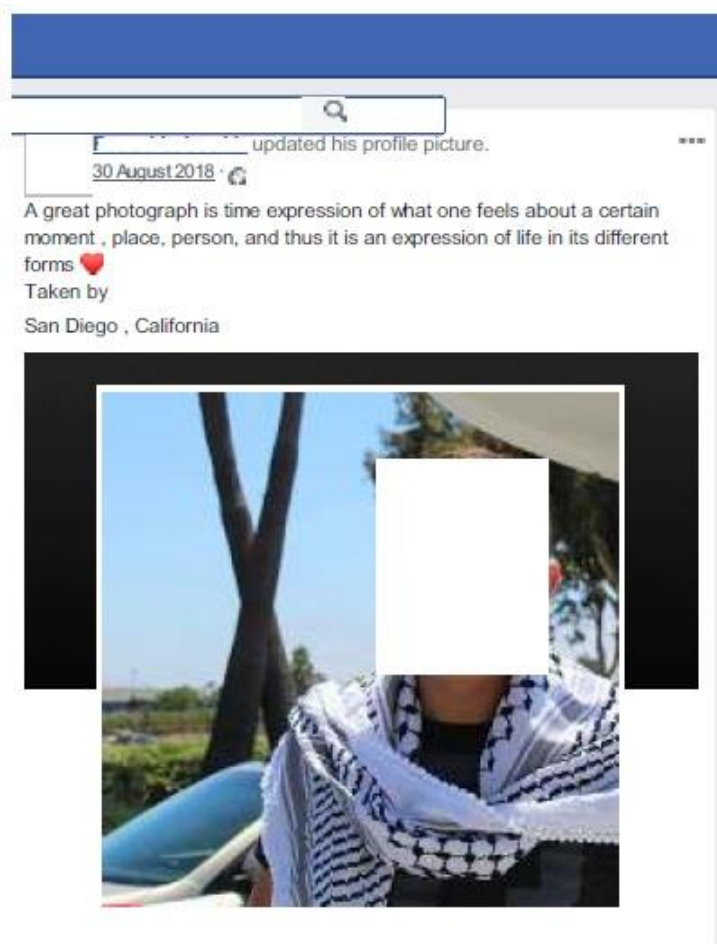 updated his profile picture.
30 August 2018
A great photograph is time expression of what one feels about a certain
moment , place, person, and thus it is an expression of life in its different
forms
Taken by
San Diego , California